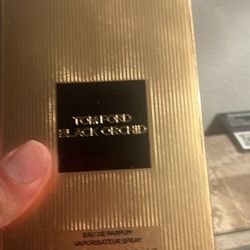 TOM FORD
BLACK ORCHID
EAU DE PARFUM
VAPORISATEUR SPRAY